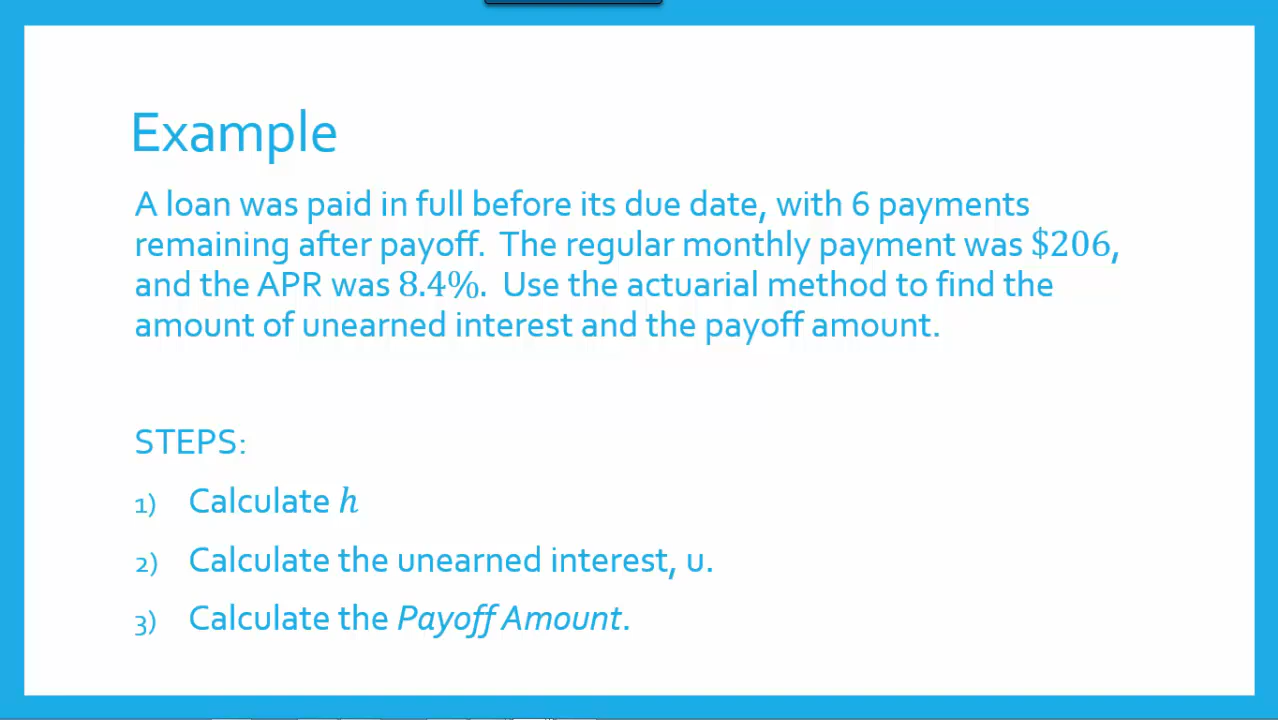 Example
A loan was paid in full before its due date, with 6 payments
remaining after payoff. The regular monthly payment was $206,
and the APR was 8.4%. Use the actuarial method to find the
amount of unearned interest and the payoff amount.
STEPS:
1) Calculate h
2) Calculate the unearned interest, u.
3) Calculate the Payoff Amount.